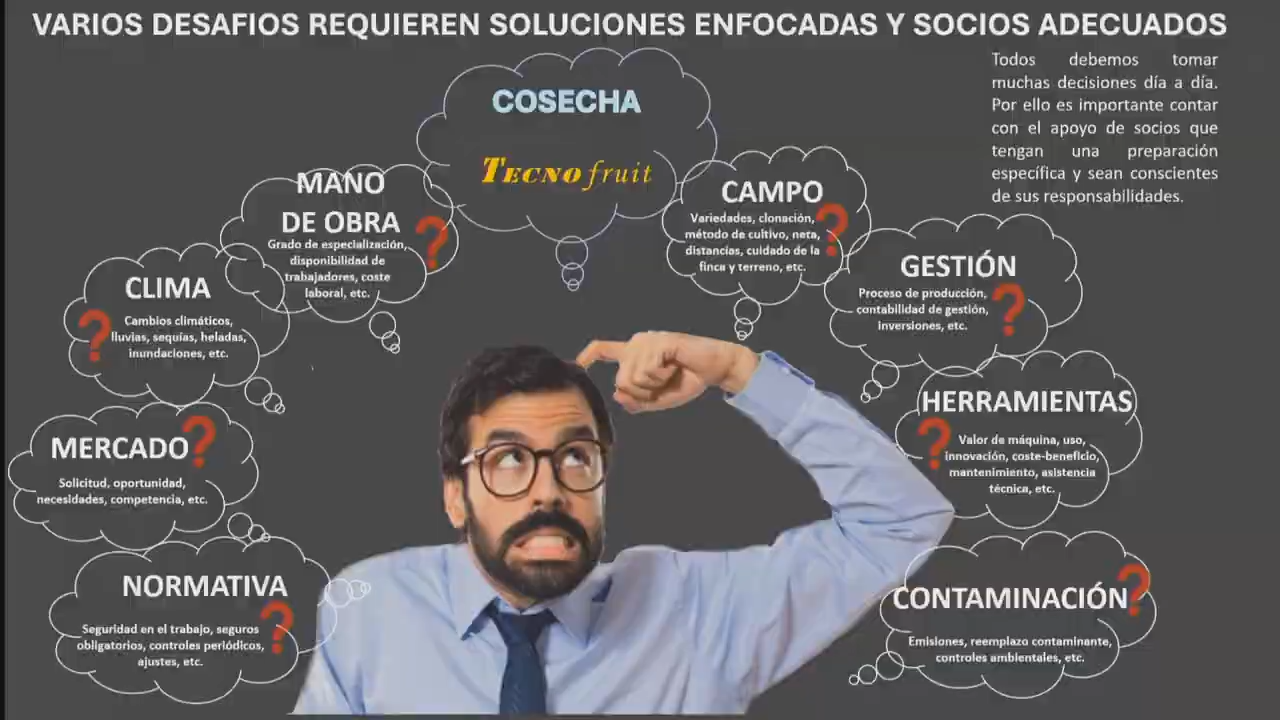 VARIOS DESAFIOS REQUIEREN SOLUCIONES ENFOCADAS Y SOCIOS ADECUADOS
Todos debemos tomar
muchas decisiones día a día.
Por ello es importante contar
con el apoyo de socios que
tengan una preparación
específica y sean conscientes
de sus responsabilidades.
COSECHA
TECNO fruit
MANO
DE OBRA
Grado de especialización,
disponibilidad de
trabajadores, coste
laboral, etc.
?
CAMPO
Variedades, clonación,
método de cultivo, neta,
distancias, cuidado de la
finca y terreno, etc.
?
CLIMA
Cambios climáticos,
lluvias, sequías, heladas,
inundaciones, etc.
?
GESTIÓN
Proceso de producción,
contabilidad de gestión,
inversiones, etc.
?
MERCADO
Solicitud, oportunidad,
necesidades, competencia, etc.
?
HERRAMIENTAS
Valor de máquina, uso,
innovación, coste-beneficio,
mantenimiento, asistencia
técnica, etc.
?
NORMATIVA
Seguridad en el trabajo, seguros
obligatorios, controles periódicos,
ajustes, etc.
?
CONTAMINACIÓN
Emisiones, reemplazo contaminante,
controles ambientales, etc.
?